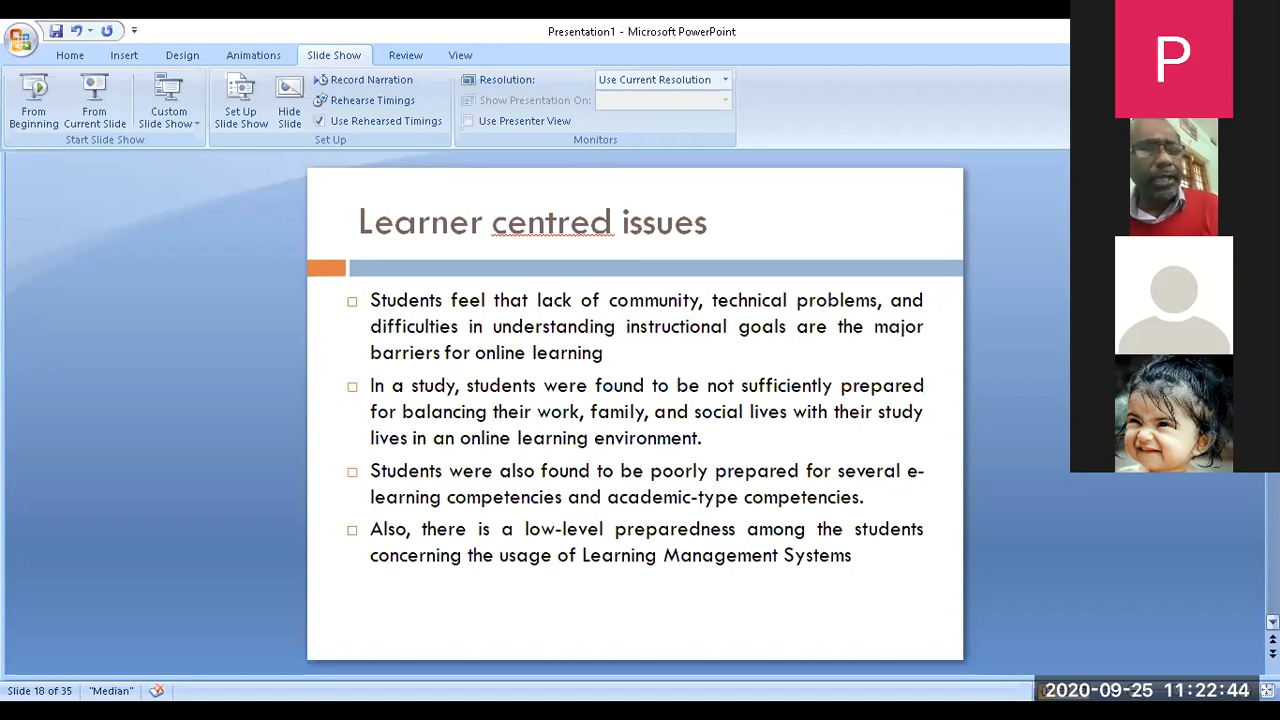 Presentation1 - Microsoft PowerPoint
Home Insert Design Animations Slide Show Review View
From Beginning
From Current Slide
Custom Slide Show
Start Slide Show
Set Up Slide Show
Hide Slide
Record Narration
Rehearse Timings
Use Rehearsed Timings
Set Up
Resolution: Use Current Resolution
Show Presentation On:
Use Presenter View
Monitors
P
Learner centred issues
Students feel that lack of community, technical problems, and
difficulties in understanding instructional goals are the major
barriers for online learning
In a study, students were found to be not sufficiently prepared
for balancing their work, family, and social lives with their study
lives in an online learning environment.
Students were also found to be poorly prepared for several e-
learning competencies and academic-type competencies.
Also, there is a low-level preparedness among the students
concerning the usage of Learning Management Systems
Slide 18 of 35 "Median"
2020-09-25 11:22:44